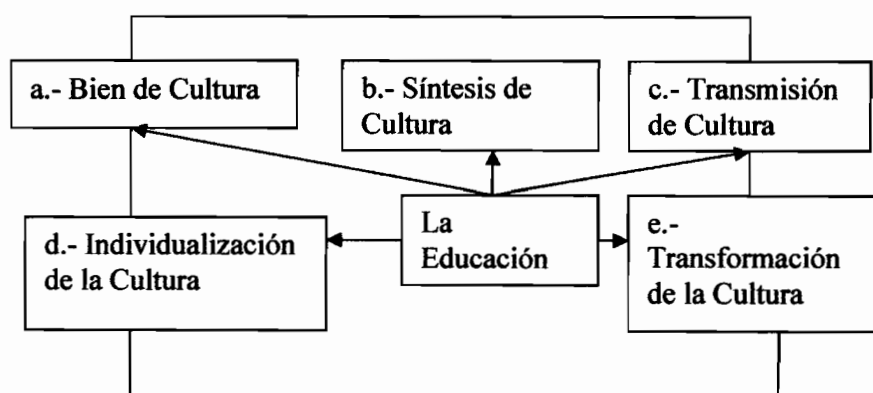 a.- Bien de Cultura
b.- Síntesis de
Cultura
c.- Transmisión
de Cultura
d.- Individualización
de la Cultura
La
Educación
e.-
Transformación
de la Cultura